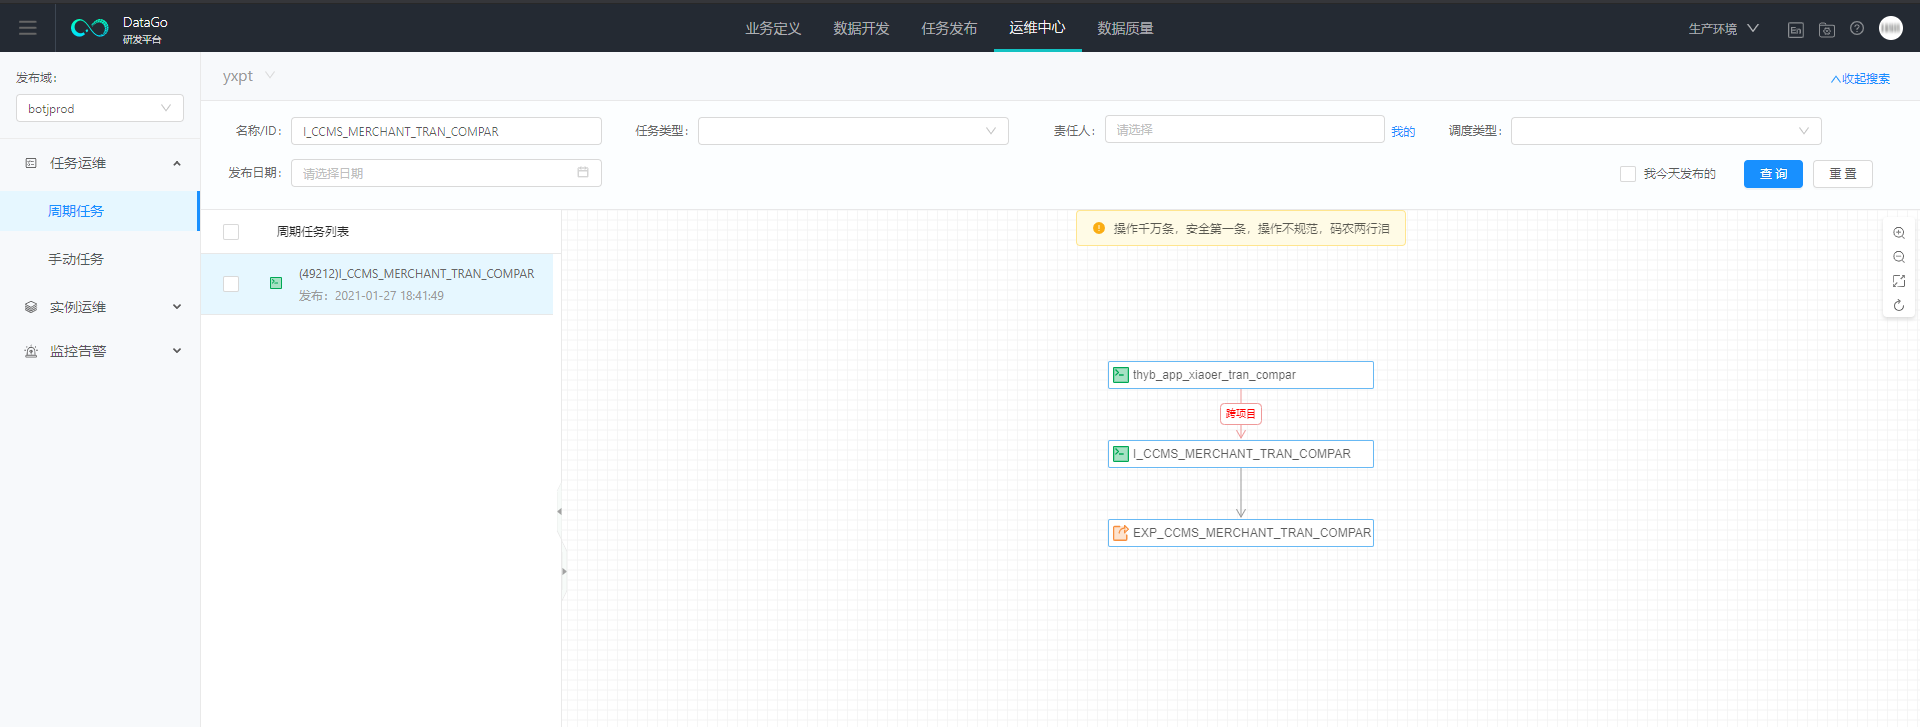 DataGo
研发平台
业务定义 数据开发 任务发布 运维中心 数据质量
生产环境
En
发布域:
botjprod
任务运维
周期任务
手动任务
实例运维
监控告警
yxpt
收起搜索
名称/ID: I_CCMS_MERCHANT_TRAN_COMPAR 任务类型: 责任人: 请选择 我的 调度类型:
发布日期: 请选择日期 我今天发布的 查询 重置
周期任务列表
(49212)I_CCMS_MERCHANT_TRAN_COMPAR
发布: 2021-01-27 18:41:49
操作千万条，安全第一条，操作不规范，码农两行泪
thyb_app_xiaoer_tran_compar
跨项目
I_CCMS_MERCHANT_TRAN_COMPAR
EXP_CCMS_MERCHANT_TRAN_COMPAR